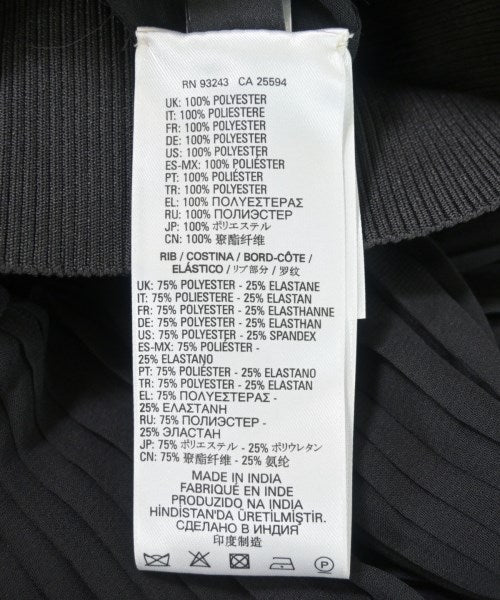 RN 93243 CA 25594
UK: 100% POLYESTER
IT: 100% POLIESTERE
FR: 100% POLYESTER
DE: 100% POLYESTER
US: 100% POLYESTER
ES-MX: 100% POLIÉSTER
PT: 100% POLIÉSTER
TR: 100% POLYESTER
EL: 100% ΠΟΛΥΕΣΤΕΡΑΣ
RU: 100% ПОЛИЭСТЕР
JP: 100% ポリエステル
CN: 100% 聚酯纤维
RIB / COSTINA / BORD-CÔTE /
ELÁSTICO / リブ部分 / 罗纹
UK: 75% POLYESTER - 25% ELASTANE
IT: 75% POLIESTERE - 25% ELASTAN
FR: 75% POLYESTER - 25% ELASTHANNE
DE: 75% POLYESTER - 25% ELASTHAN
US: 75% POLYESTER - 25% SPANDEX
ES-MX: 75% POLIÉSTER -
25% ELASTANO
PT: 75% POLIÉSTER - 25% ELASTANO
TR: 75% POLYESTER - 25% ELASTAN
EL: 75% ΠΟΛΥΕΣΤΕΡΑΣ -
25% ΕΛΑΣΤΑΝΗ
RU: 75% ПОЛИЭСТЕР -
25% ЭЛАСТАН
JP: 75% ポリエステル - 25% ポリウレタン
CN: 75% 聚酯纤维 - 25% 氨纶
MADE IN INDIA
FABRIQUÉ EN INDE
PRODUZIDO NA INDIA
HİNDİSTAN'DA ÜRETİLMİŞTİR.
СДЕЛАНО В ИНДИЯ
印度制造
P